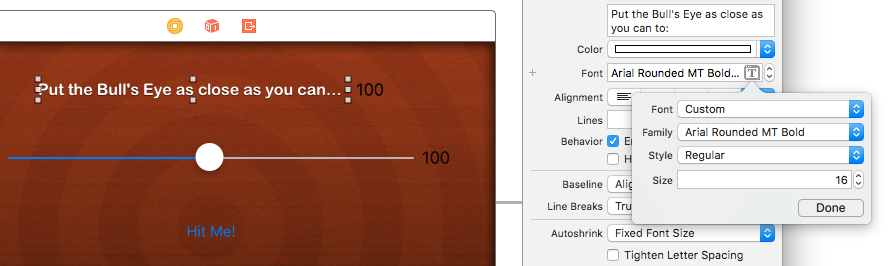 Put the Bull's Eye as close as you can... 100
100
Hit Me!
Put the Bull's Eye as close as
you can to:
Color
Font Arial Rounded MT Bold... T
Alignment
Lines
Behavior
H
Baseline Alig
Line Breaks Tru
Autoshrink Fixed Font Size
Tighten Letter Spacing
Font Custom
Family Arial Rounded MT Bold
Style Regular
Size 16
Done